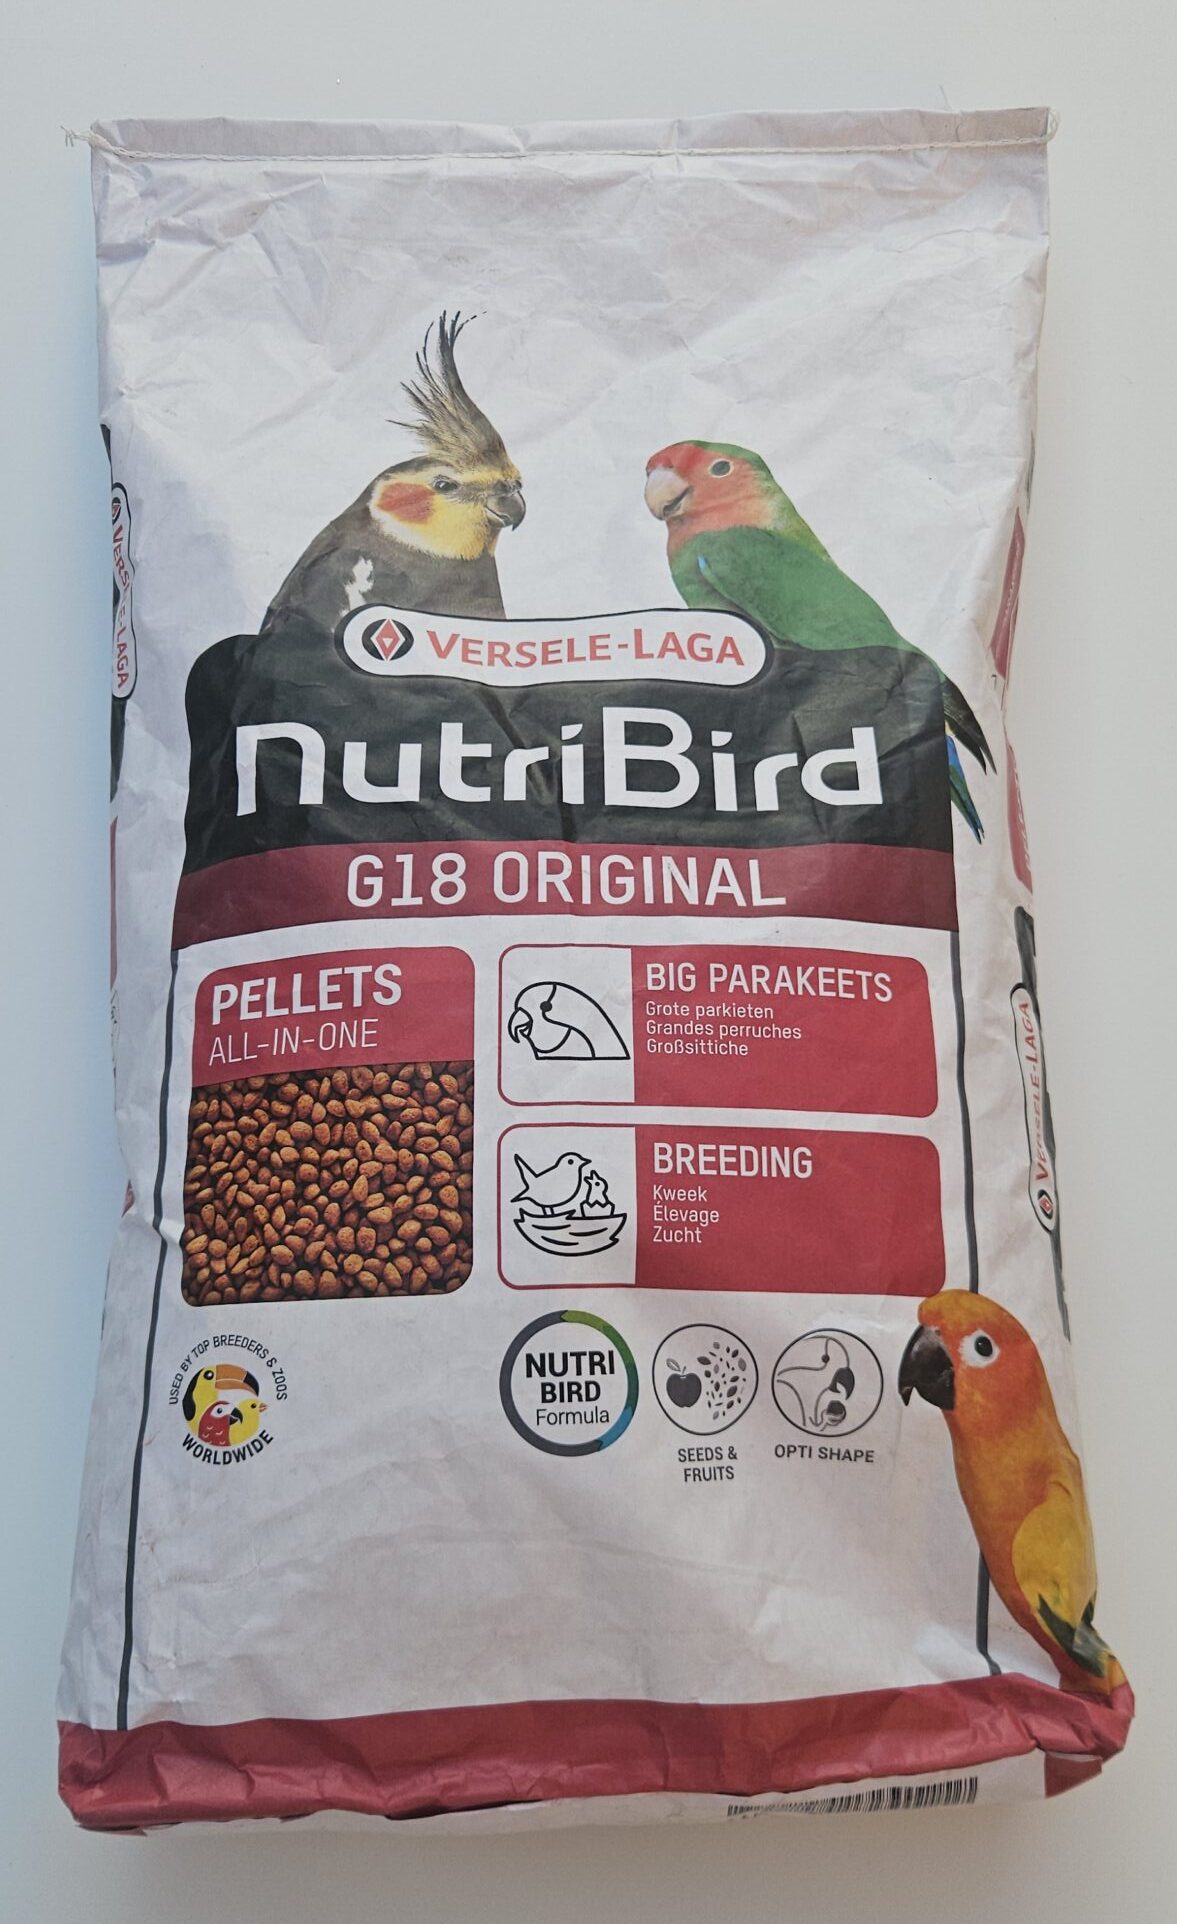 VERSELE-LAGA
nutriBird
G18 ORIGINAL
PELLETS
ALL-IN-ONE
BIG PARAKEETS
Grote parkieten
Grandes perruches
Großsittiche
BREEDING
Kweek
Élevage
Zucht
USED BY TOP BREEDERS & ZOOS
WORLDWIDE
NUTRI
BIRD
Formula
SEEDS &
FRUITS
OPTI SHAPE
VERSELE-LAGA
VERSELE-LAGA